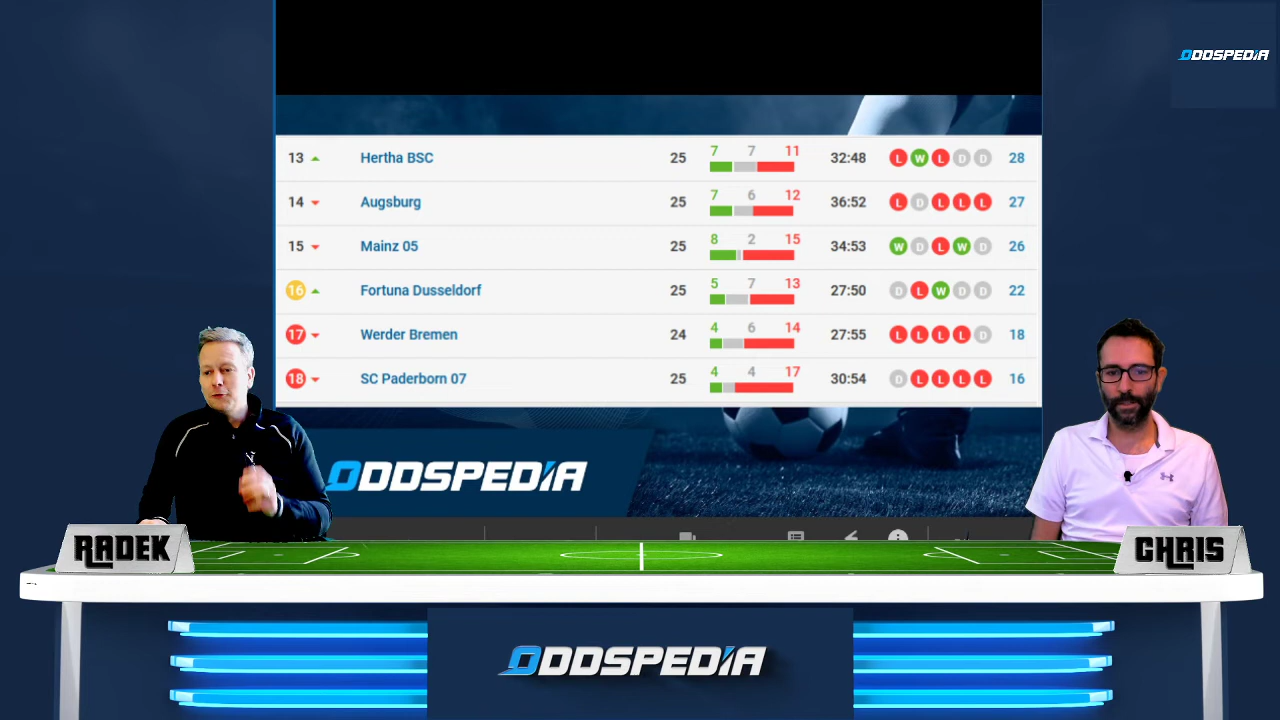 ODDSPEDIA
13 Hertha BSC 25 7 7 11 32:48 L W L D D 28
14 Augsburg 25 7 6 12 36:52 L D L L L 27
15 Mainz 05 25 8 2 15 34:53 W D L W D 26
16 Fortuna Dusseldorf 25 5 7 13 27:50 D L W D D 22
17 Werder Bremen 24 4 6 14 27:55 L L L L D 18
18 SC Paderborn 07 25 4 4 17 30:54 D L L L L 16
ODDSPEDIA
RADEK
CHRIS
ODDSPEDIA